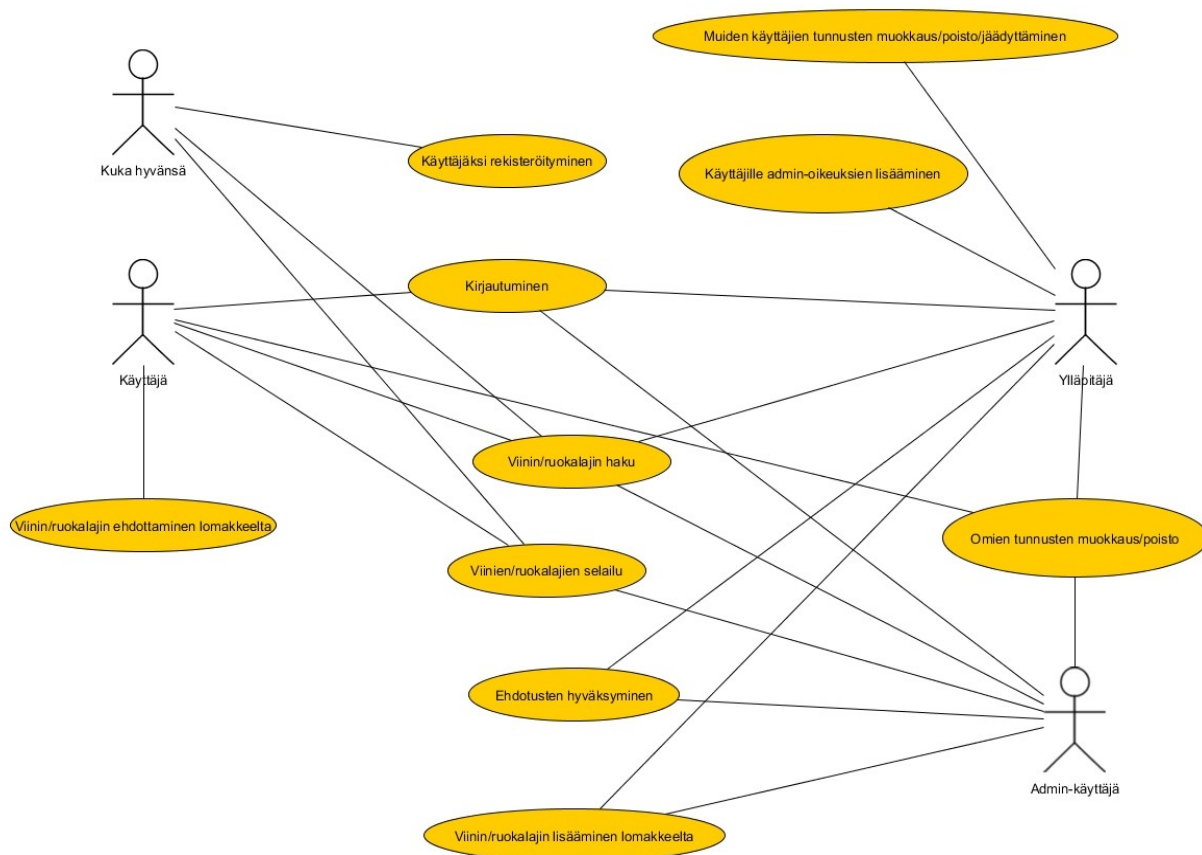 Muiden käyttäjien tunnusten muokkaus/poisto/jäädyttäminen
Kuka hyvänsä
Käyttäjäksi rekisteröityminen
Käyttäjille admin-oikeuksien lisääminen
Kirjautuminen
Käyttäjä
Ylläpitäjä
Viinin/ruokalajin haku
Viinin/ruokalajin ehdottaminen lomakkeelta
Omien tunnusten muokkaus/poisto
Viinien/ruokalajien selailu
Ehdotusten hyväksyminen
Admin-käyttäjä
Viinin/ruokalajin lisääminen lomakkeelta